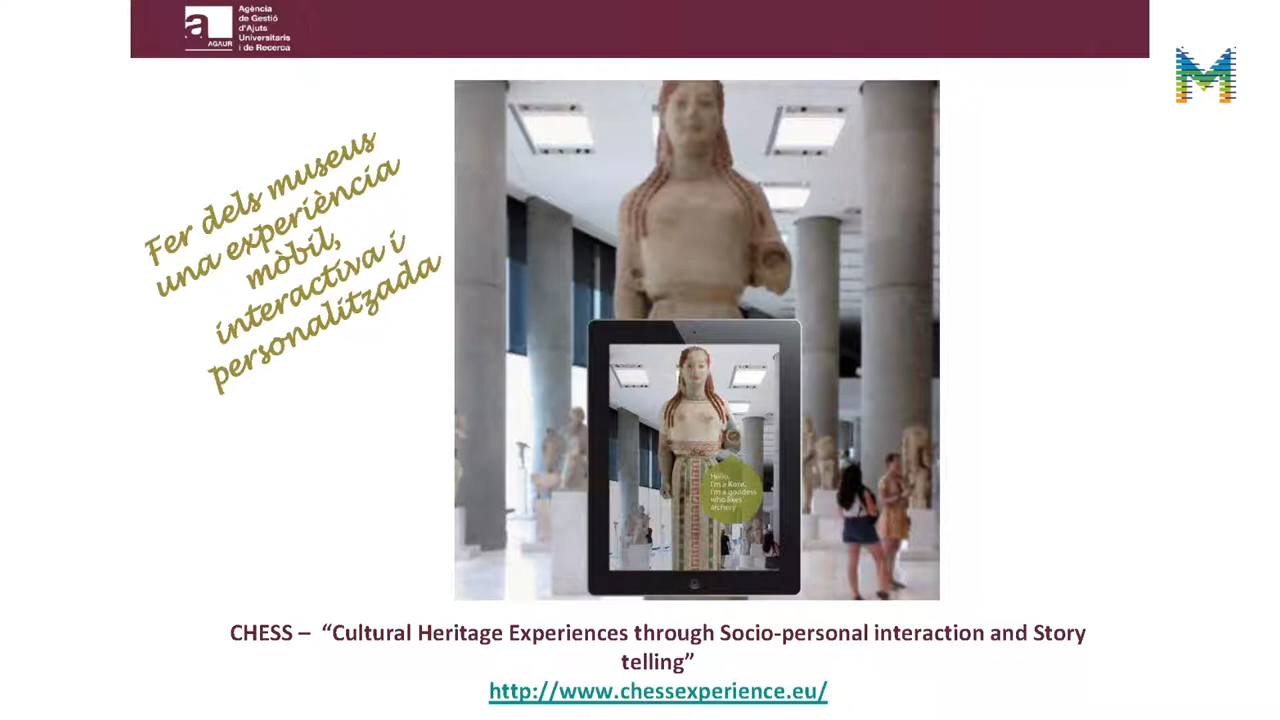 Agència
de Gestió
d'Ajuts
Universitaris
i de Recerca
a
AGAUR
M
Fer dels museus
una experiència
mòbil,
interactiva i
personalitzada
Hello,
I'm a Kore.
I'm a goddess
who likes
archery
CHESS – “Cultural Heritage Experiences through Socio-personal interaction and Story
telling”
http://www.chessexperience.eu/